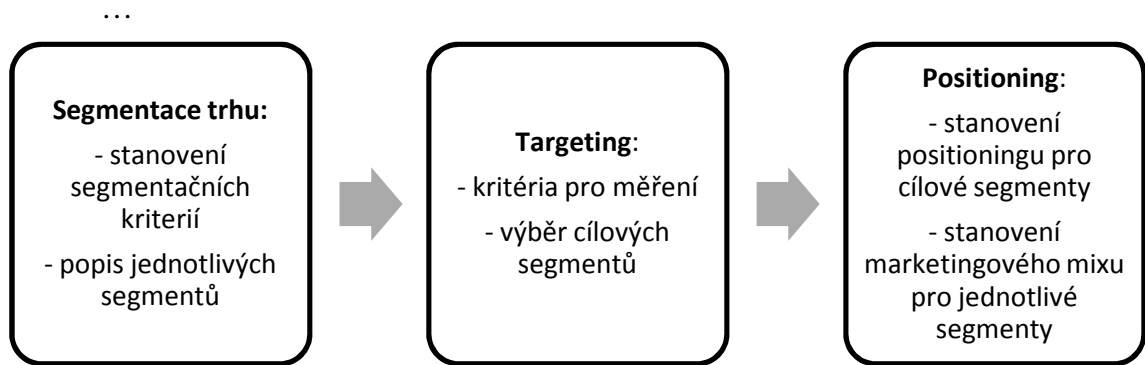 ...
Segmentace trhu:
- stanovení
segmentačních
kriterií
- popis jednotlivých
segmentů
Targeting:
- kritéria pro měření
- výběr cílových
segmentů
Positioning:
- stanovení
positioningu pro
cílové segmenty
- stanovení
marketingového mixu
pro jednotlivé
segmenty